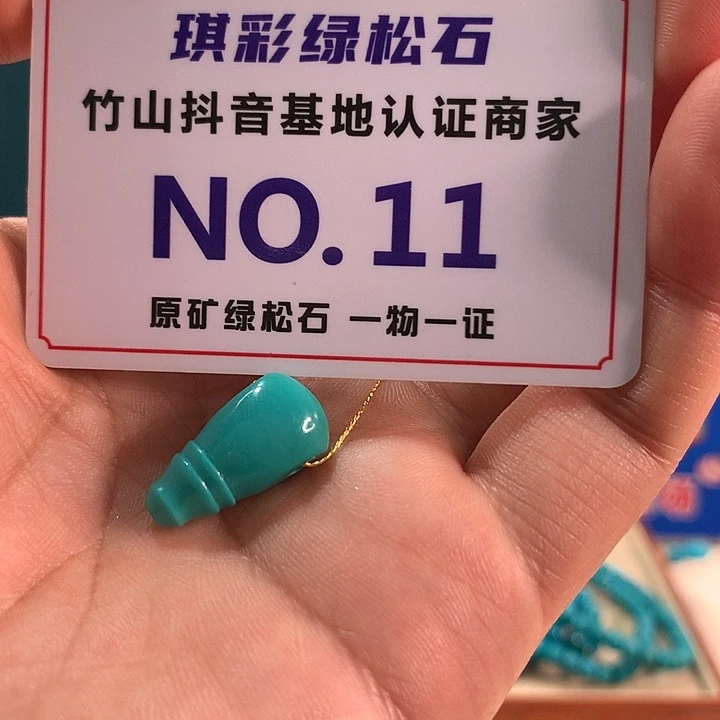 琪彩绿松石
竹山抖音基地认证商家
NO.11
原矿绿松石 一物一证